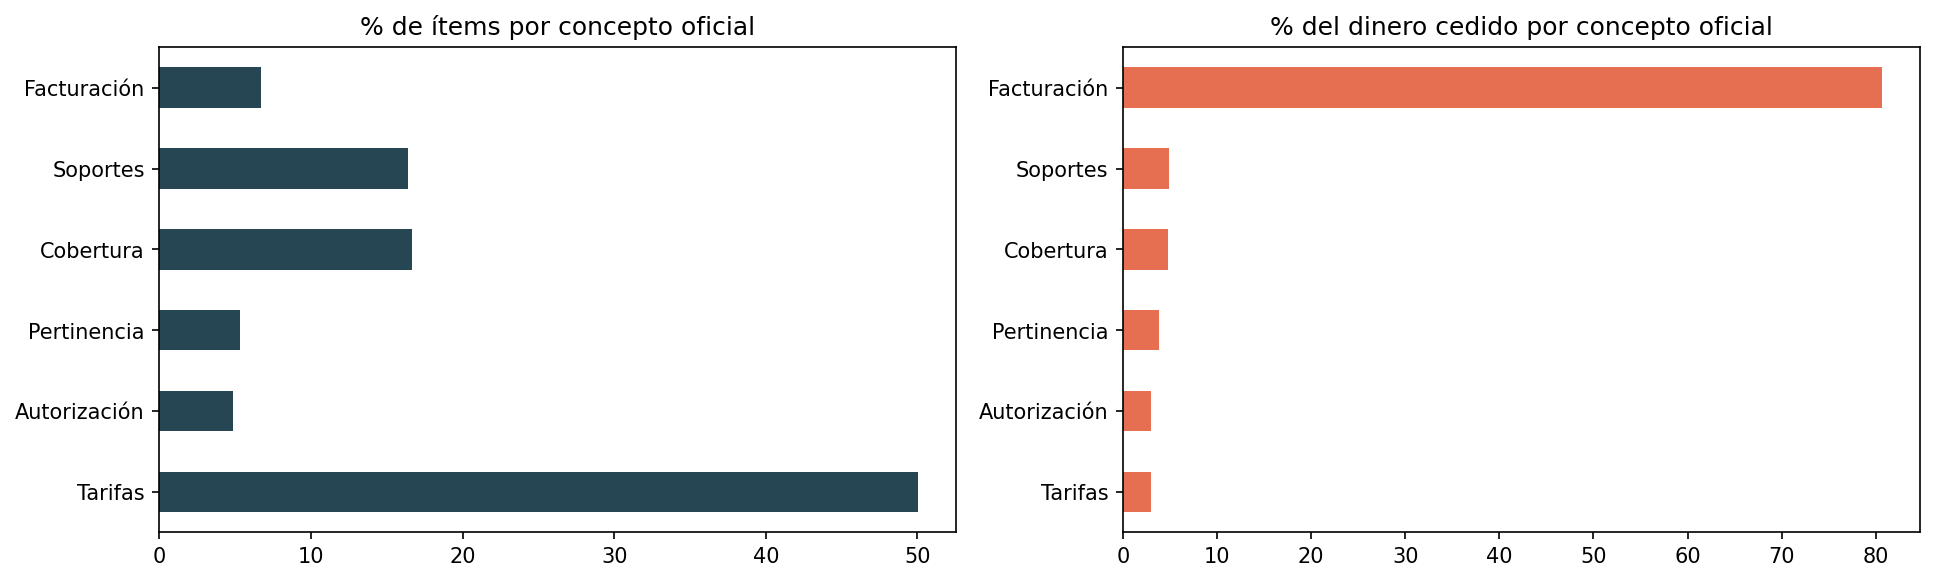 % de ítems por concepto oficial
Facturación
Soportes
Cobertura
Pertinencia
Autorización
Tarifas
0 10 20 30 40 50
% del dinero cedido por concepto oficial
Facturación
Soportes
Cobertura
Pertinencia
Autorización
Tarifas
0 10 20 30 40 50 60 70 80